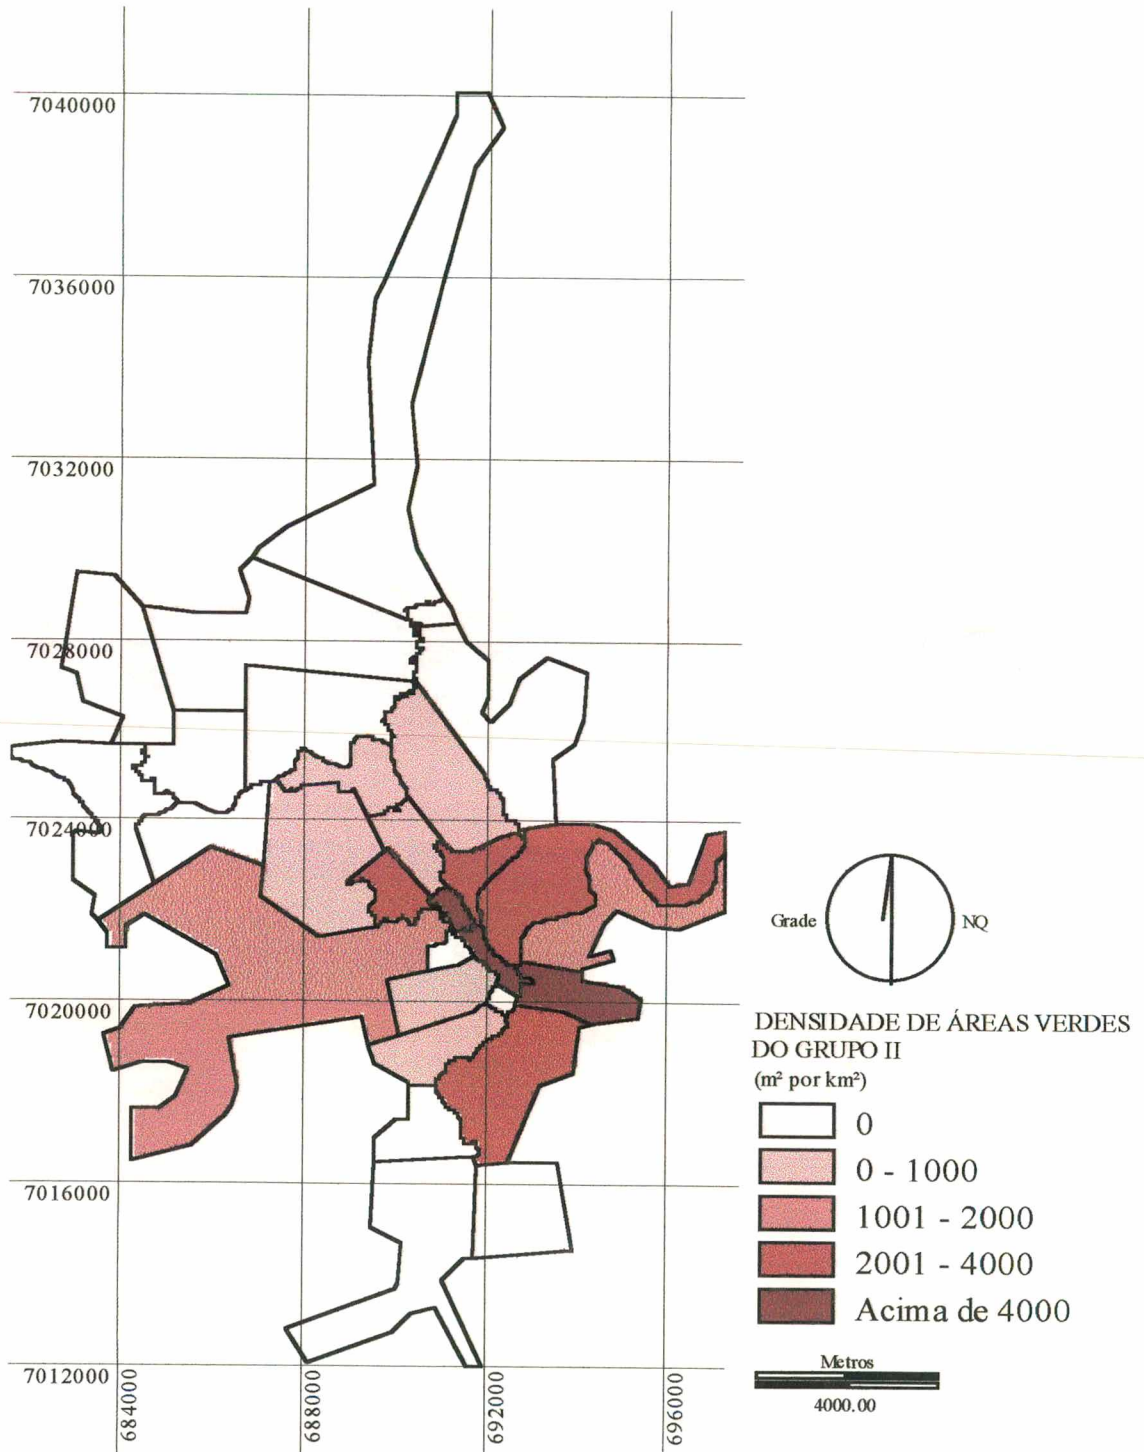 7040000
7036000
7032000
7028000
7024000
7020000
7016000
7012000
684000
688000
692000
696000
Grade
NQ
DENSIDADE DE ÁREAS VERDES
DO GRUPO II
(m² por km²)
0
0 - 1000
1001 - 2000
2001 - 4000
Acima de 4000
Metros
4000.00